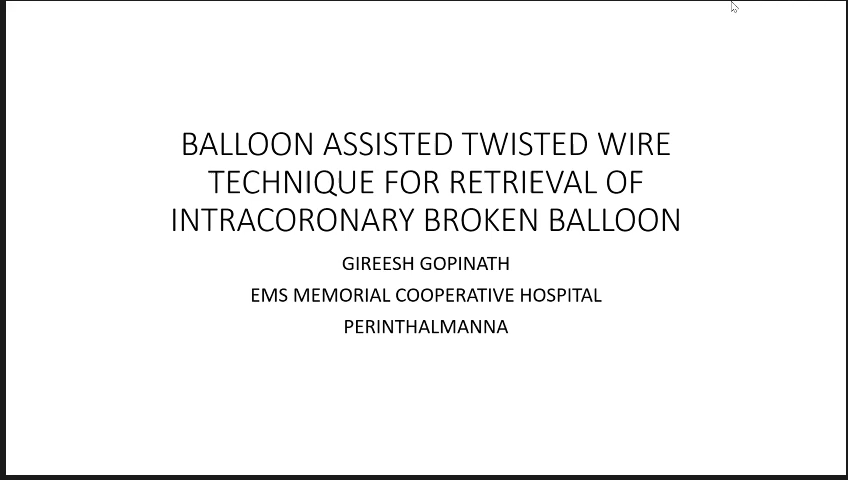 BALLOON ASSISTED TWISTED WIRE
TECHNIQUE FOR RETRIEVAL OF
INTRACORONARY BROKEN BALLOON
GIREESH GOPINATH
EMS MEMORIAL COOPERATIVE HOSPITAL
PERINTHALMANNA